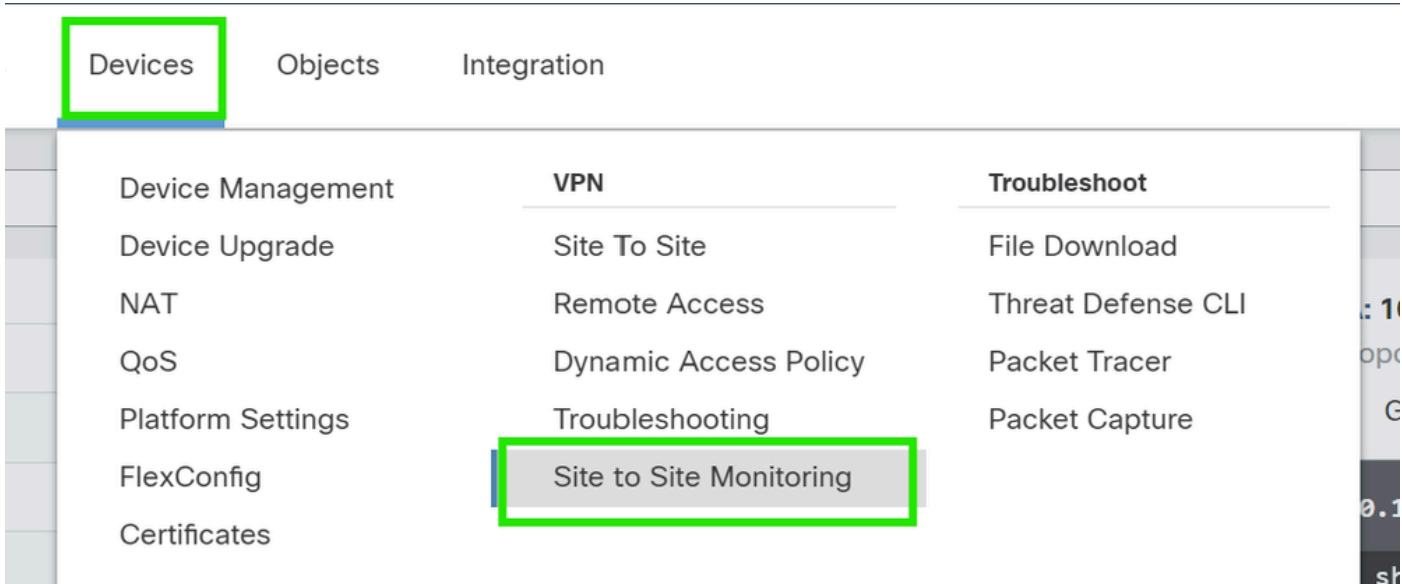 Devices
Objects
Integration
Device Management
Device Upgrade
NAT
QoS
Platform Settings
FlexConfig
Certificates
VPN
Site To Site
Remote Access
Dynamic Access Policy
Troubleshooting
Site to Site Monitoring
Troubleshoot
File Download
Threat Defense CLI
Packet Tracer
Packet Capture